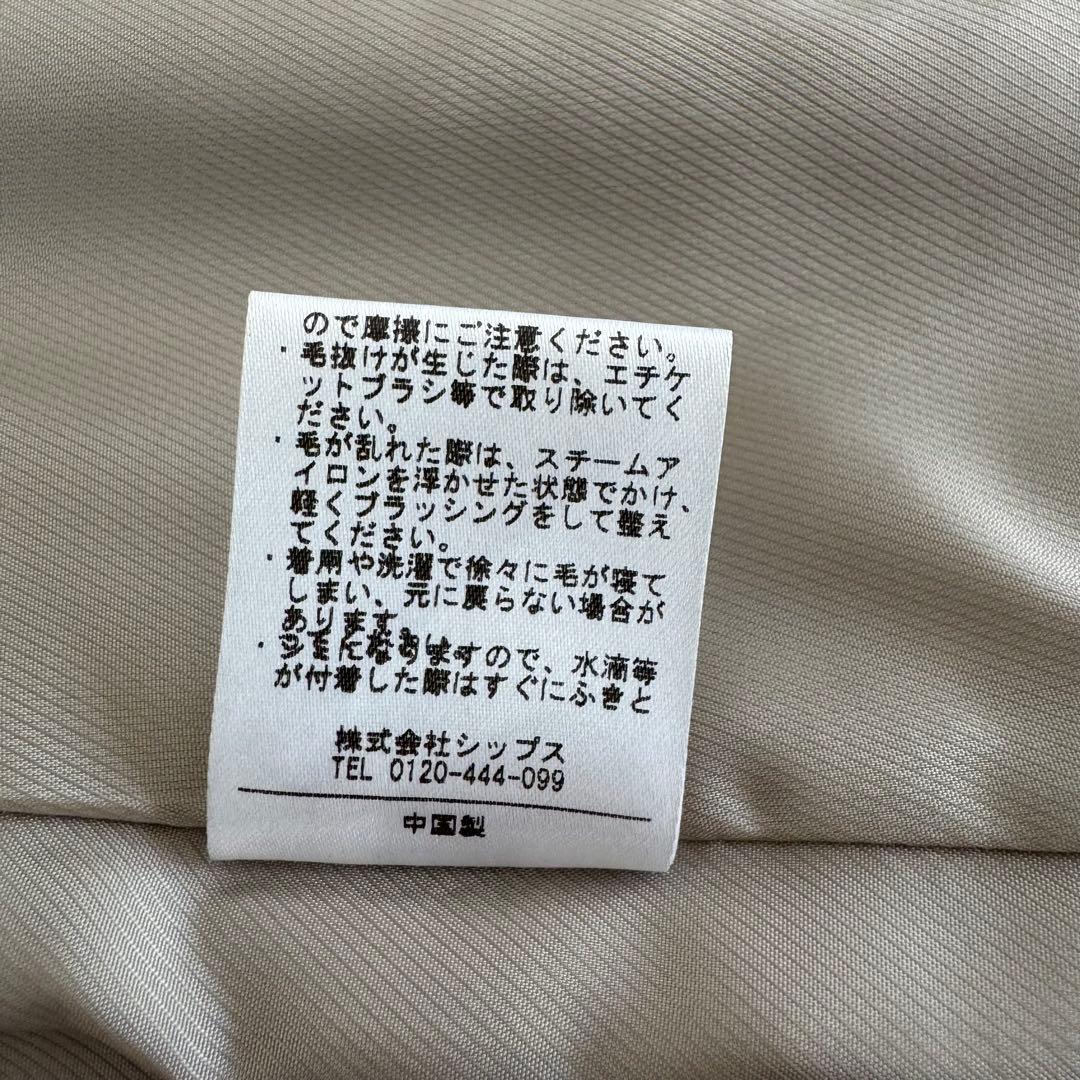 ので摩擦にご注意ください。
・毛抜けが生じた際は、エチケ
ットブラシ等で取り除いてく
ださい。
・毛が乱れた際は、スチームア
イロンを浮かせた状態でかけ、
軽くブラッシングをして整え
てください。
・着用や洗濯で徐々に毛が寝て
しまい、元に戻らない場合が
あります。
・シミになりますので、水滴等
が付着した際はすぐにふきと
株式会社シップス
TEL 0120-444-099
中国製